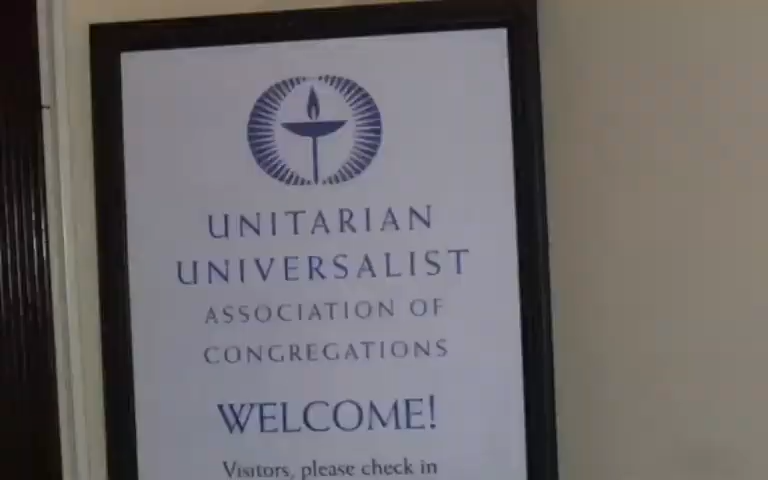 UNITARIAN
UNIVERSALIST
ASSOCIATION OF
CONGREGATIONS
WELCOME!
Visitors, please check in